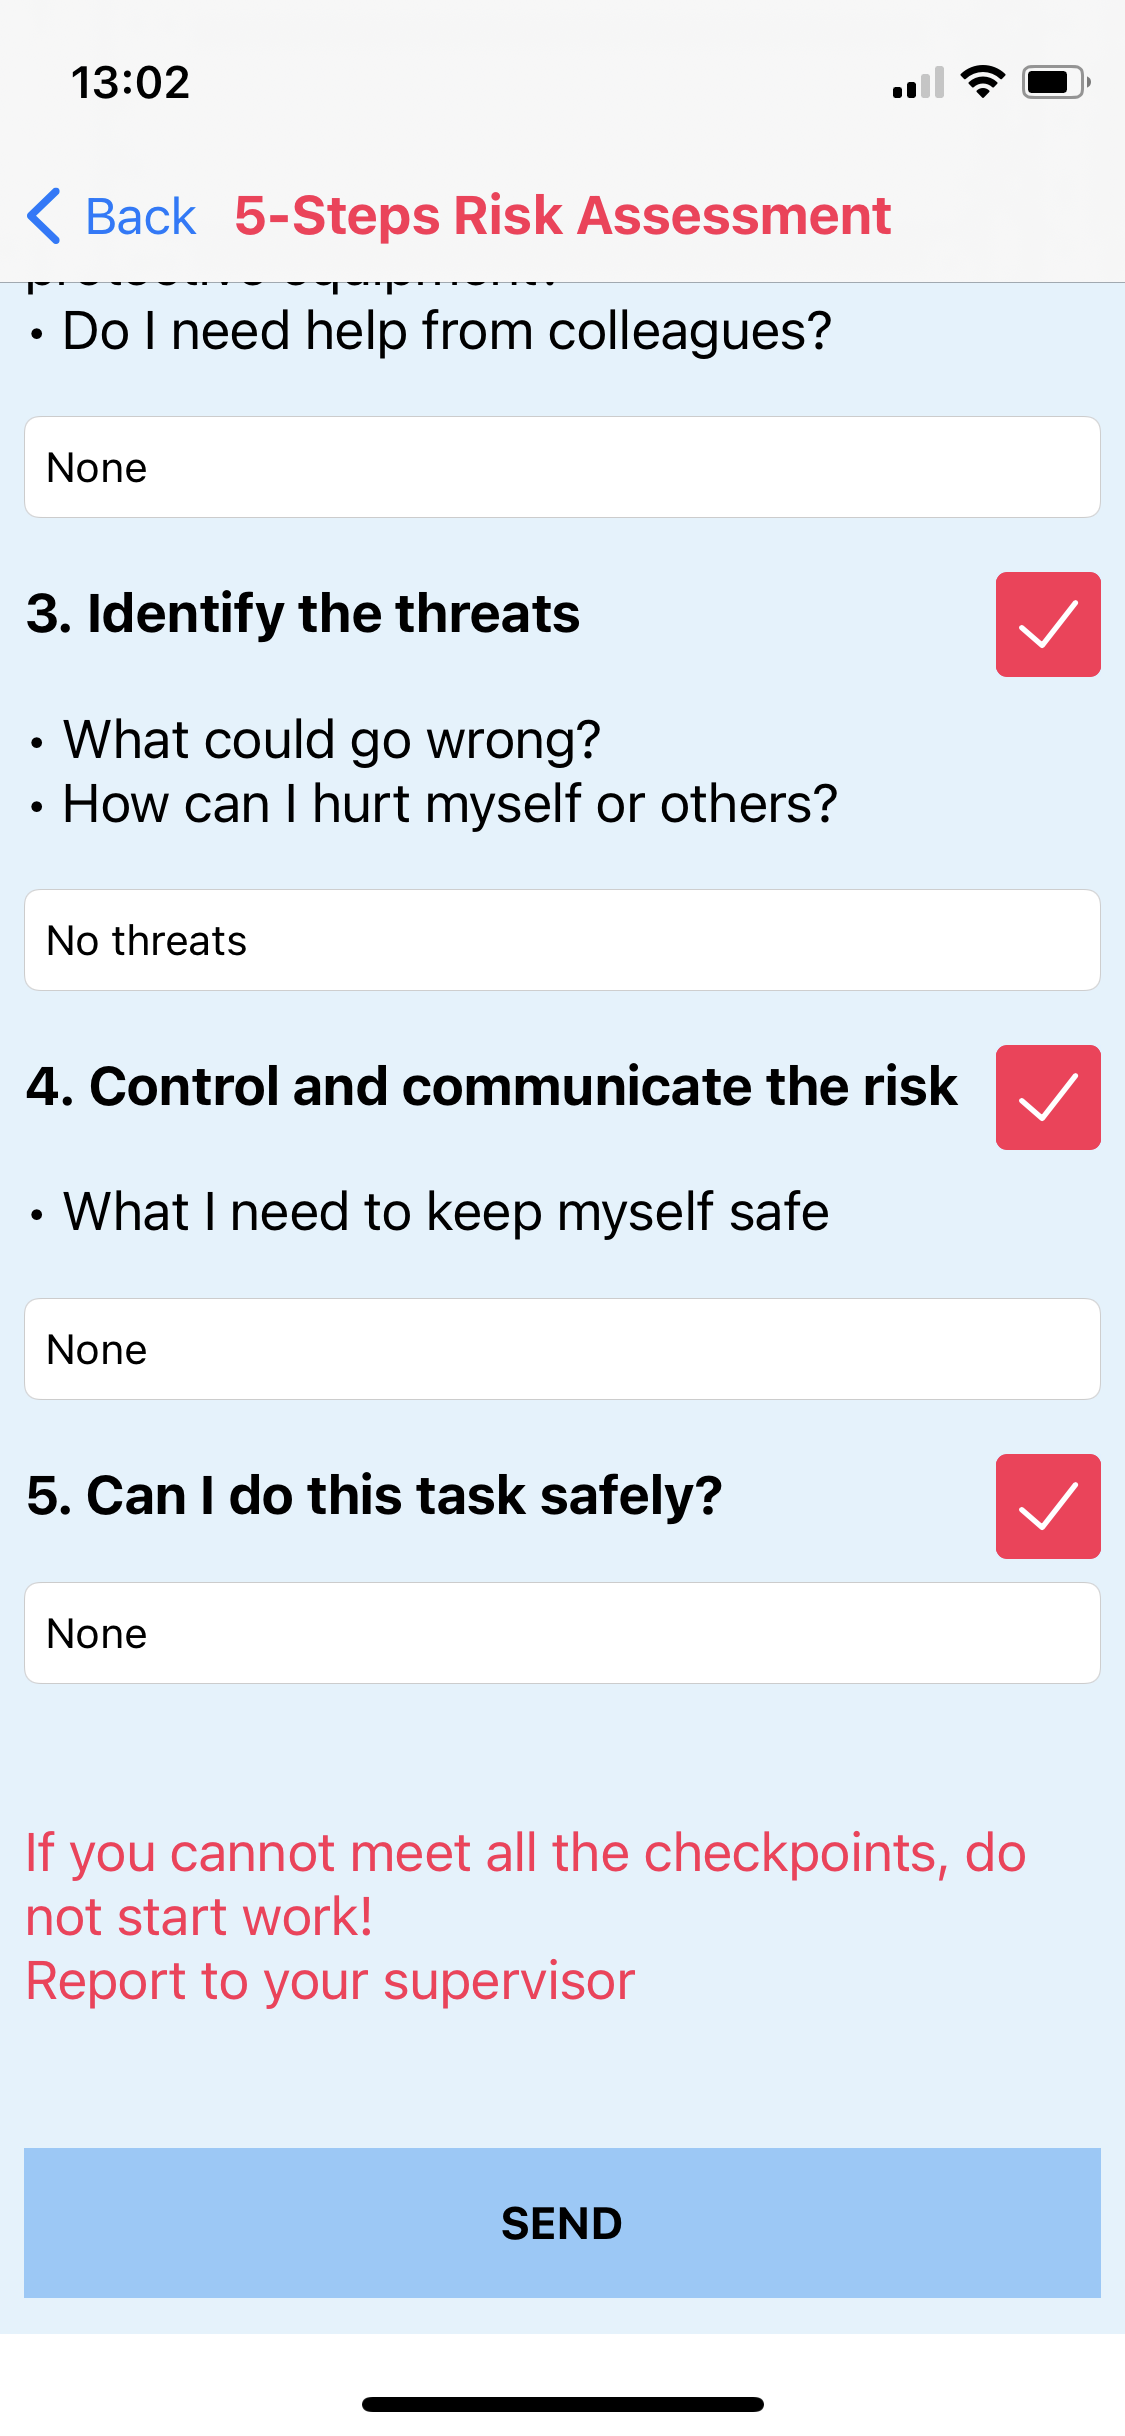 13:02
Back 5-Steps Risk Assessment
• Do I need help from colleagues?
None
3. Identify the threats
• What could go wrong?
• How can I hurt myself or others?
No threats
4. Control and communicate the risk
• What I need to keep myself safe
None
5. Can I do this task safely?
None
If you cannot meet all the checkpoints, do
not start work!
Report to your supervisor
SEND